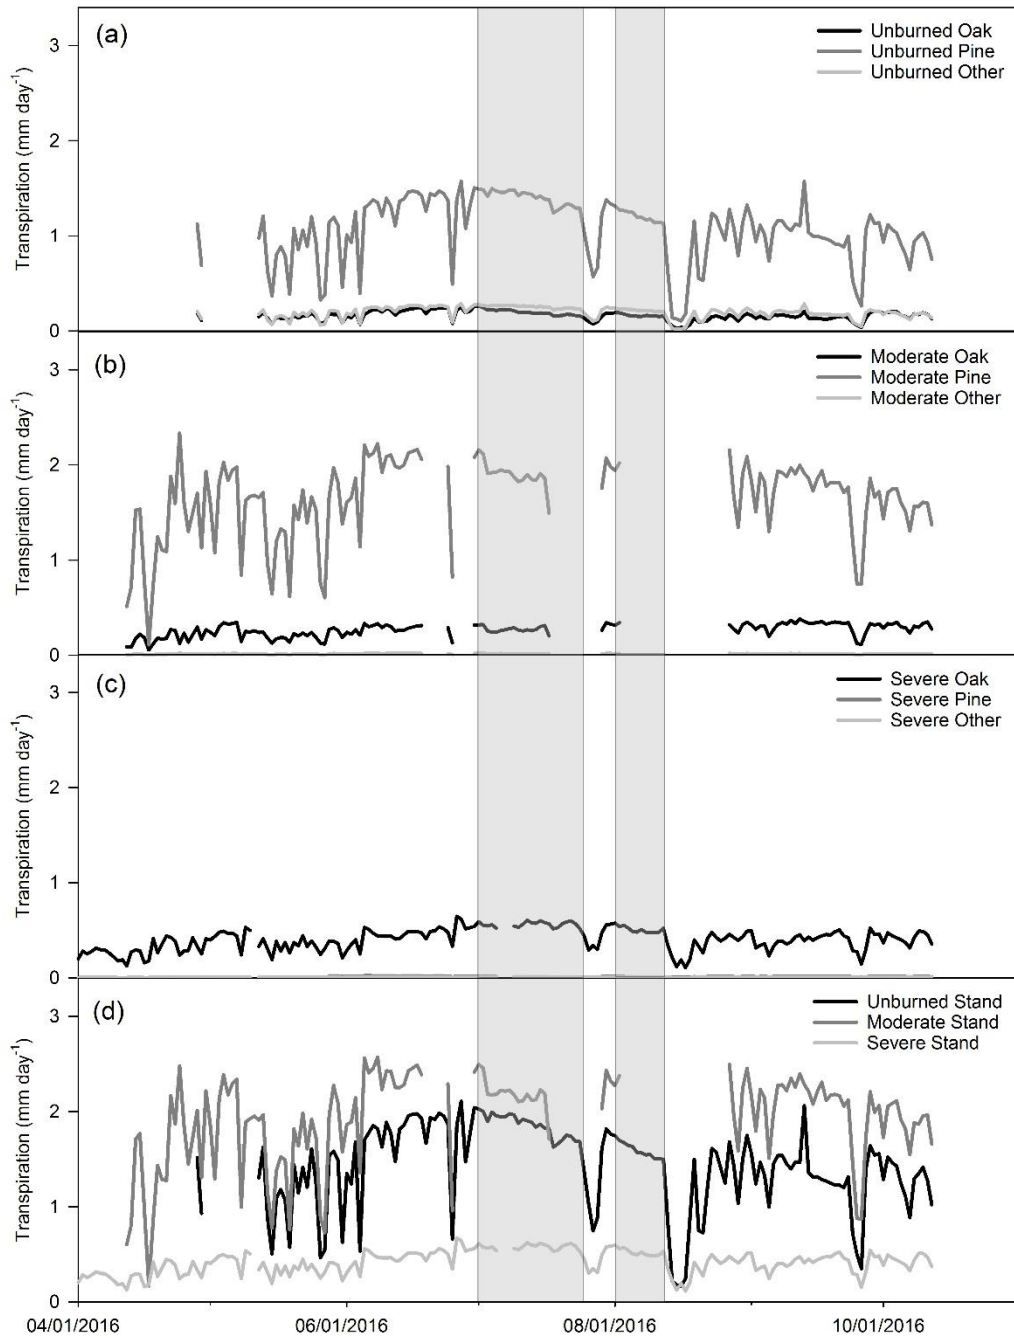 (a)
Unburned Oak
Unburned Pine
Unburned Other
Transpiration (mm day-1)
3
2
1
0
(b)
Moderate Oak
Moderate Pine
Moderate Other
Transpiration (mm day-1)
3
2
1
0
(c)
Severe Oak
Severe Pine
Severe Other
Transpiration (mm day-1)
3
2
1
0
(d)
Unburned Stand
Moderate Stand
Severe Stand
Transpiration (mm day-1)
3
2
1
0
04/01/2016 06/01/2016 08/01/2016 10/01/2016